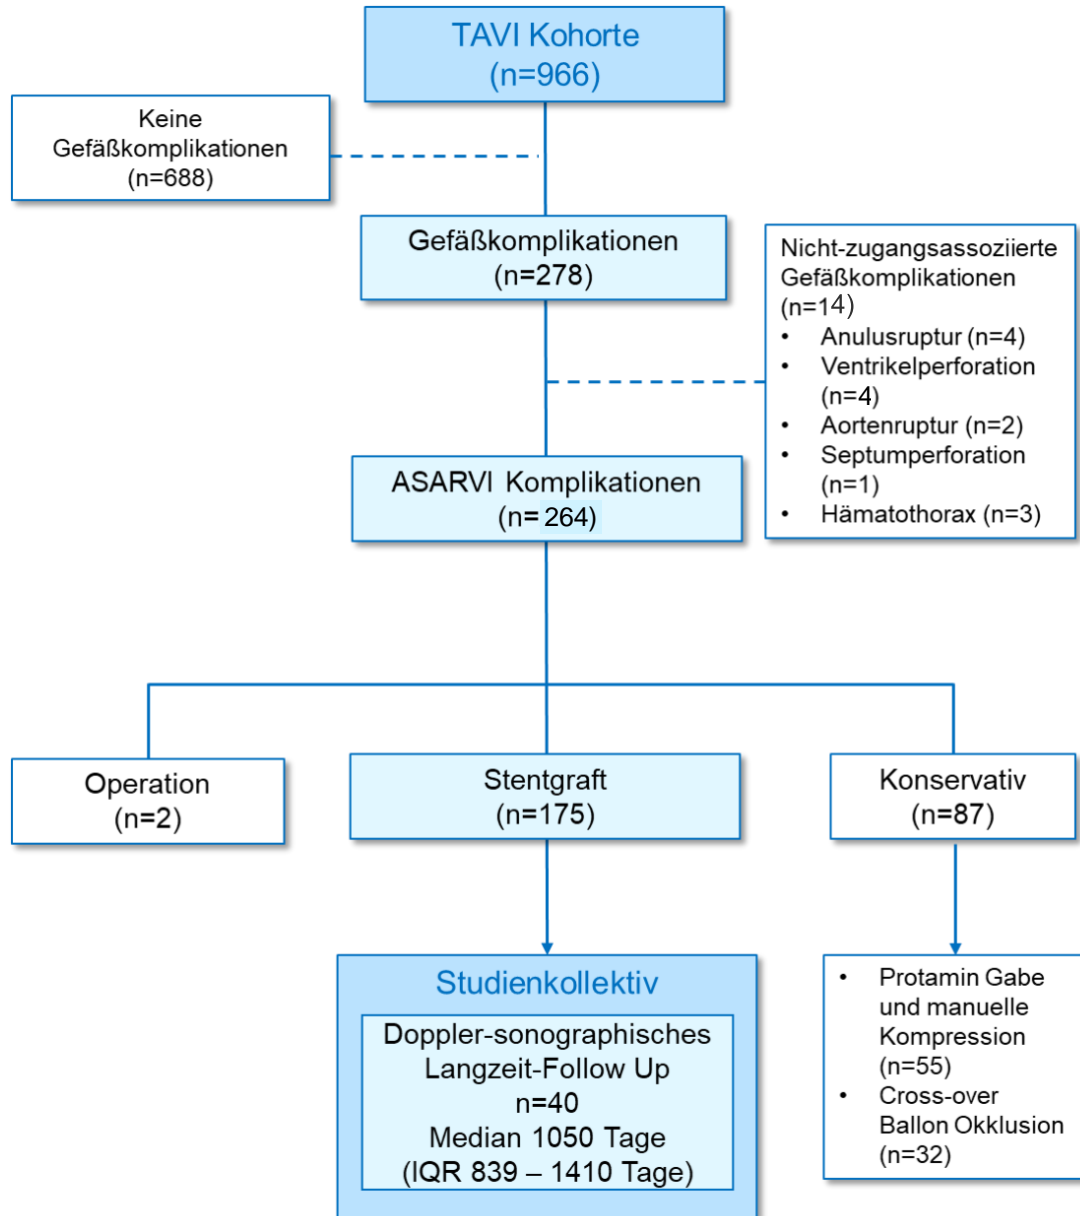 TAVI Kohorte
(n=966)
Keine
Gefäßkomplikationen
(n=688)
Gefäßkomplikationen
(n=278)
Nicht-zugangsassoziierte
Gefäßkomplikationen
(n=14)
• Anulusruptur (n=4)
• Ventrikelperforation
(n=4)
• Aortenruptur (n=2)
• Septumperforation
(n=1)
• Hämatothorax (n=3)
ASARVI Komplikationen
(n= 264)
Operation
(n=2)
Stentgraft
(n=175)
Konservativ
(n=87)
Studienkollektiv
Doppler-sonographisches
Langzeit-Follow Up
n=40
Median 1050 Tage
(IQR 839 – 1410 Tage)
• Protamin Gabe
und manuelle
Kompression
(n=55)
• Cross-over
Ballon Okklusion
(n=32)